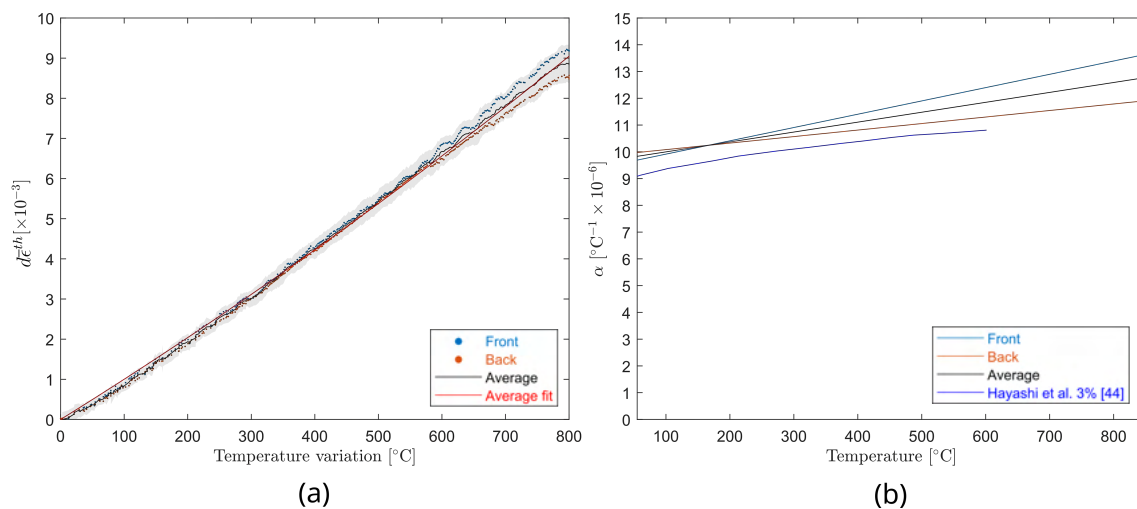 10
9
8
7
6
5
4
3
2
1
0
dε̄^{th} [×10^{−3}]
0 100 200 300 400 500 600 700 800
Temperature variation [°C]
Front
Back
Average
Average fit
(a)
15
14
13
12
11
10
9
8
7
6
5
4
3
2
1
0
α [°C^{−1} × 10^{−6}]
100 200 300 400 500 600 700 800
Temperature [°C]
Front
Back
Average
Hayashi et al. 3% [44]
(b)